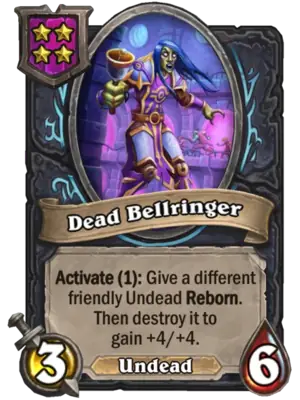 Dead Bellringer
Activate (1): Give a different
friendly Undead Reborn.
Then destroy it to
gain +4/+4.
3
Undead
6